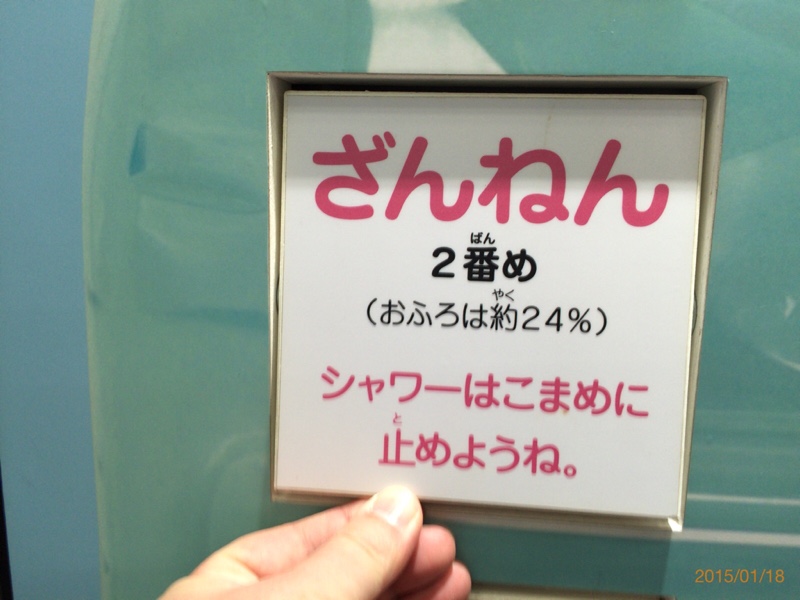 ざんねん
2番め
ばん
(おふろは約24%)
やく
シャワーはこまめに
止めようね。
と
2015/01/18